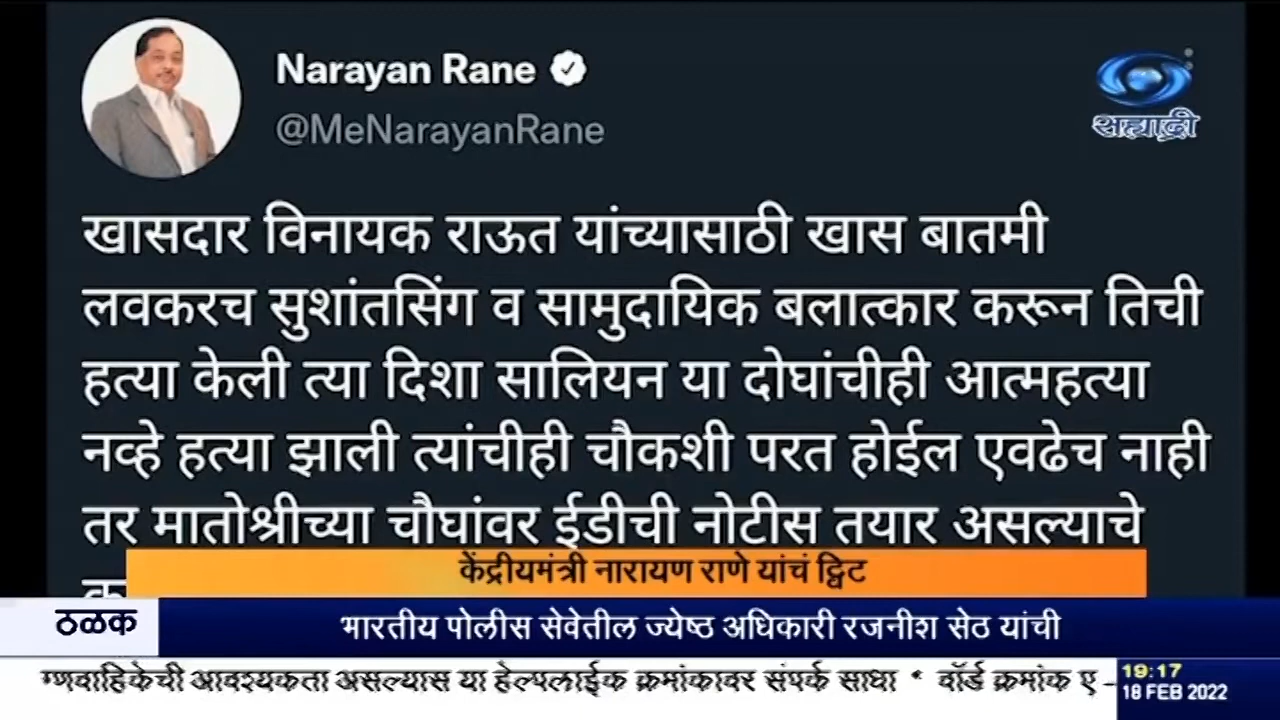 Narayan Rane
@MeNarayanRane
सह्याद्री
खासदार विनायक राऊत यांच्यासाठी खास बातमी
लवकरच सुशांतसिंग व सामुदायिक बलात्कार करून तिची
हत्या केली त्या दिशा सालियन या दोघांचीही आत्महत्या
नव्हे हत्या झाली त्यांचीही चौकशी परत होईल एवढेच नाही
तर मातोश्रीच्या चौघांवर ईडीची नोटीस तयार असल्याचे
केंद्रीयमंत्री नारायण राणे यांचं ट्विट
ठळक
भारतीय पोलीस सेवेतील ज्येष्ठ अधिकारी रजनीश सेठ यांची
ग्णवाहिकेची आवश्यकता असल्यास या हेल्पलाईक क्रमांकावर संपर्क साधा * वॉर्ड क्रमांक ए -
19:17
18 FEB 2022